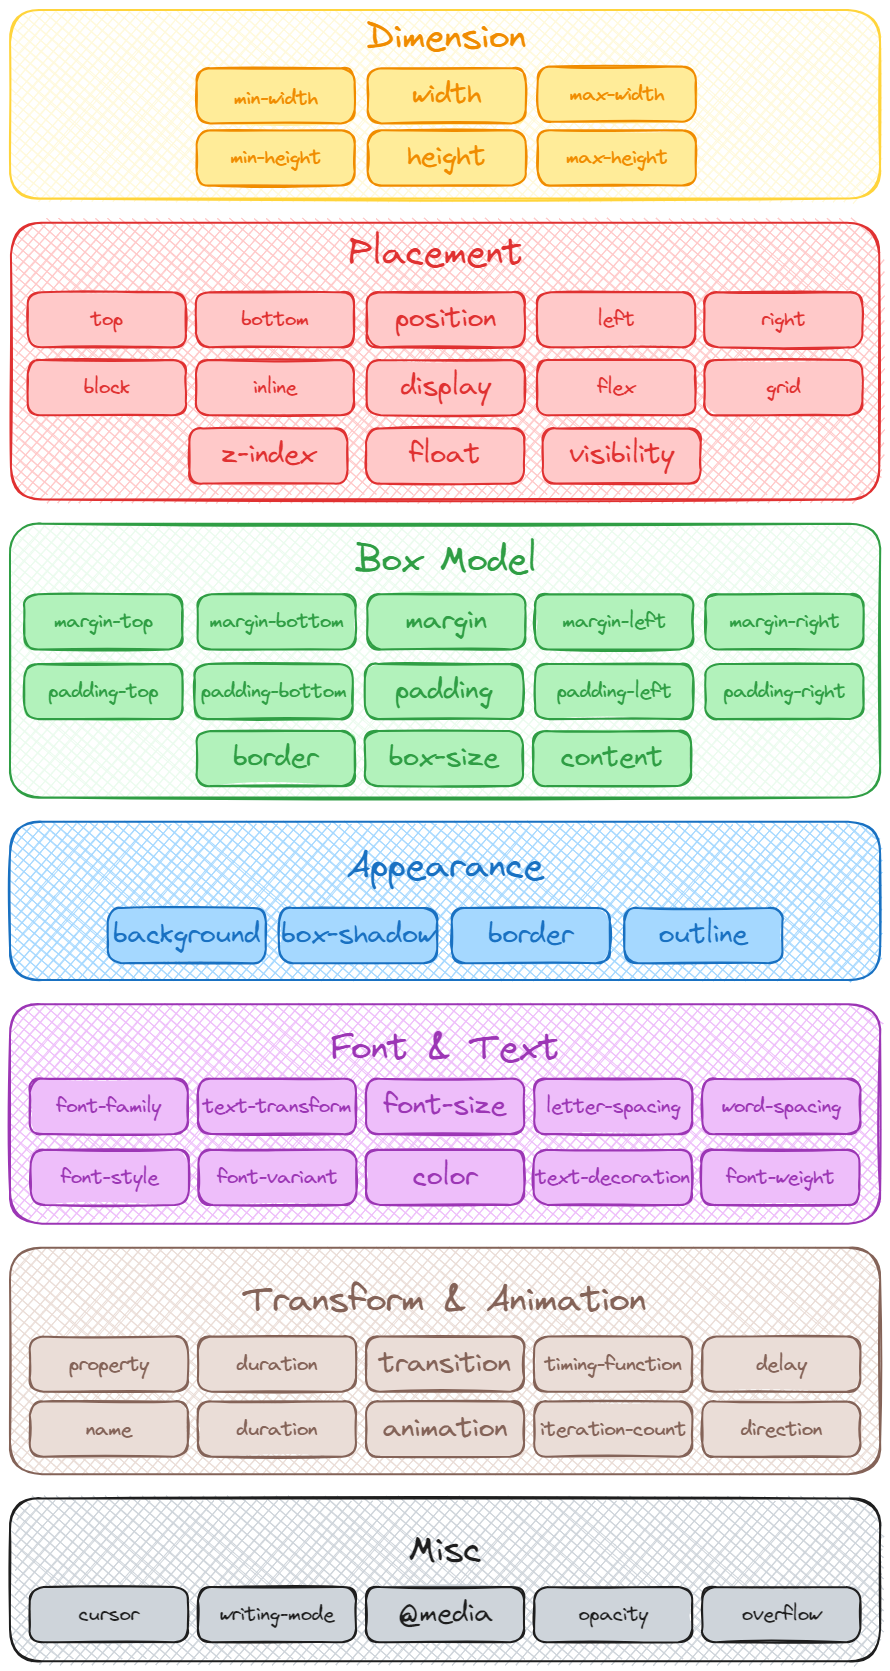 Dimension
min-width width max-width
min-height height max-height
Placement
top bottom position left right
block inline display flex grid
z-index float visibility
Box Model
margin-top margin-bottom margin margin-left margin-right
padding-top padding-bottom padding padding-left padding-right
border box-size content
Appearance
background box-shadow border outline
Font & Text
font-family text-transform font-size letter-spacing word-spacing
font-style font-variant color text-decoration font-weight
Transform & Animation
property duration transition timing-function delay
name duration animation iteration-count direction
Misc
cursor writing-mode @media opacity overflow